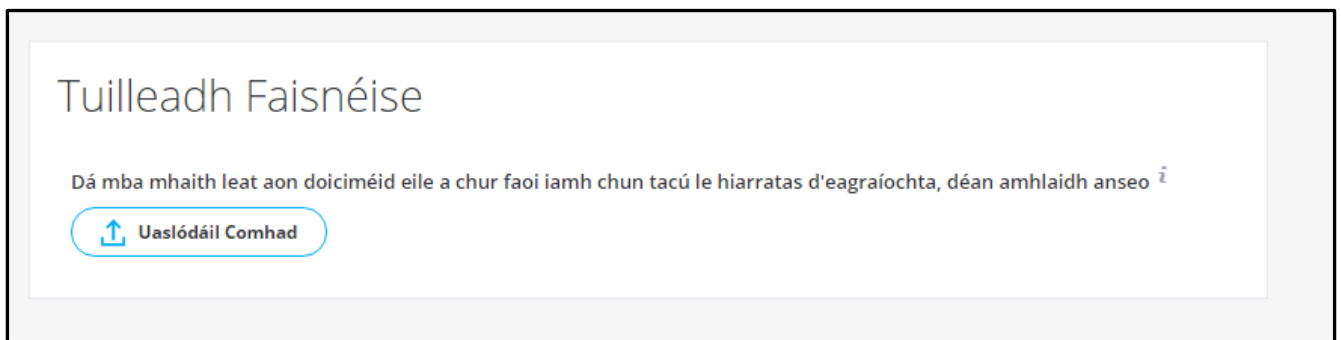 Tuilleadh Faisnéise
Dá mba mhaith leat aon doiciméid eile a chur faoi iamh chun tacú le hiarratas d'eagraíochta, déan amhlaidh anseo i
Uaslódáil Comhad